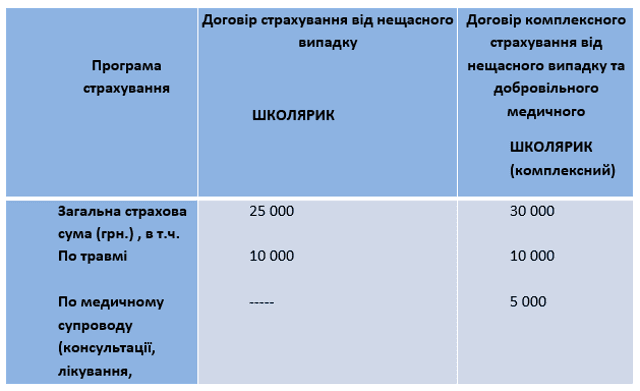 Програма
страхування
Договір страхування від нещасного
випадку
ШКОЛЯРИК
Договір комплексного
страхування від
нещасного випадку та
добровільного
медичного
ШКОЛЯРИК
(комплексний)
Загальна страхова
сума (грн.) , в т.ч.
25 000
30 000
По травмі
10 000
10 000
По медичному
супроводу
(консультації,
лікування,
-----
5 000